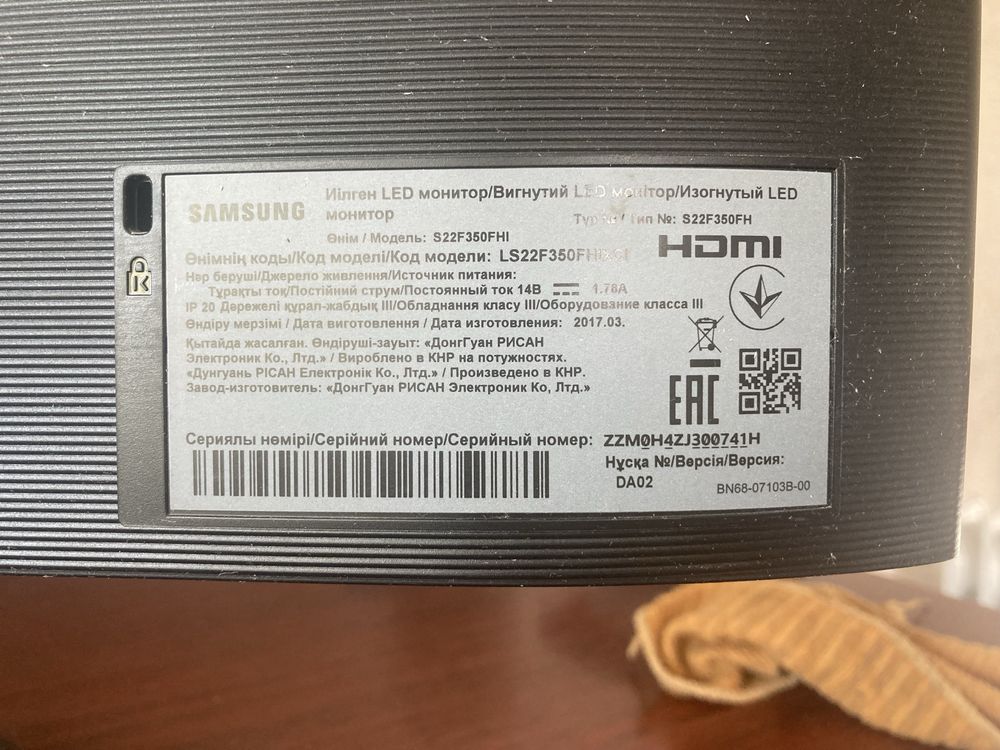 SAMSUNG
Иілген LED монитор/Вигнутий LED монітор/Изогнутый LED
монитор
Тип №: S22F350FH
Өнім / Модель: S22F350FHI
HDMI
Өнімнің коды/Код моделі/Код модели:
Нәр беруші/Джерело живлення/Источник питания:
Тұрақты ток/Постійний струм/Постоянный ток 14В 1.78A
IP 20 Дережелі құрал-жабдық III/Обладнання класу III/Оборудование класса III
Өндіру мерзімі / Дата виготовлення / Дата изготовления: 2017.03.
Қытайда жасалған. Өндіруші-зауыт: «ДонгГуан РИСАН
Электроник Ко., Лтд.» / Вироблено в КНР на потужностях.
«Дунгуань РІСАН Електронік Ко., Лтд.» / Произведено в КНР.
Завод-изготовитель: «ДонгГуан РИСАН Электроник Ко, Лтд.»
EAC
Сериялы нөмірі/Серійний номер/Серийный номер: ZZM0H4ZJ300741H
Нұсқа №/Версія/Версия:
DA02
BN68-07103B-00
K